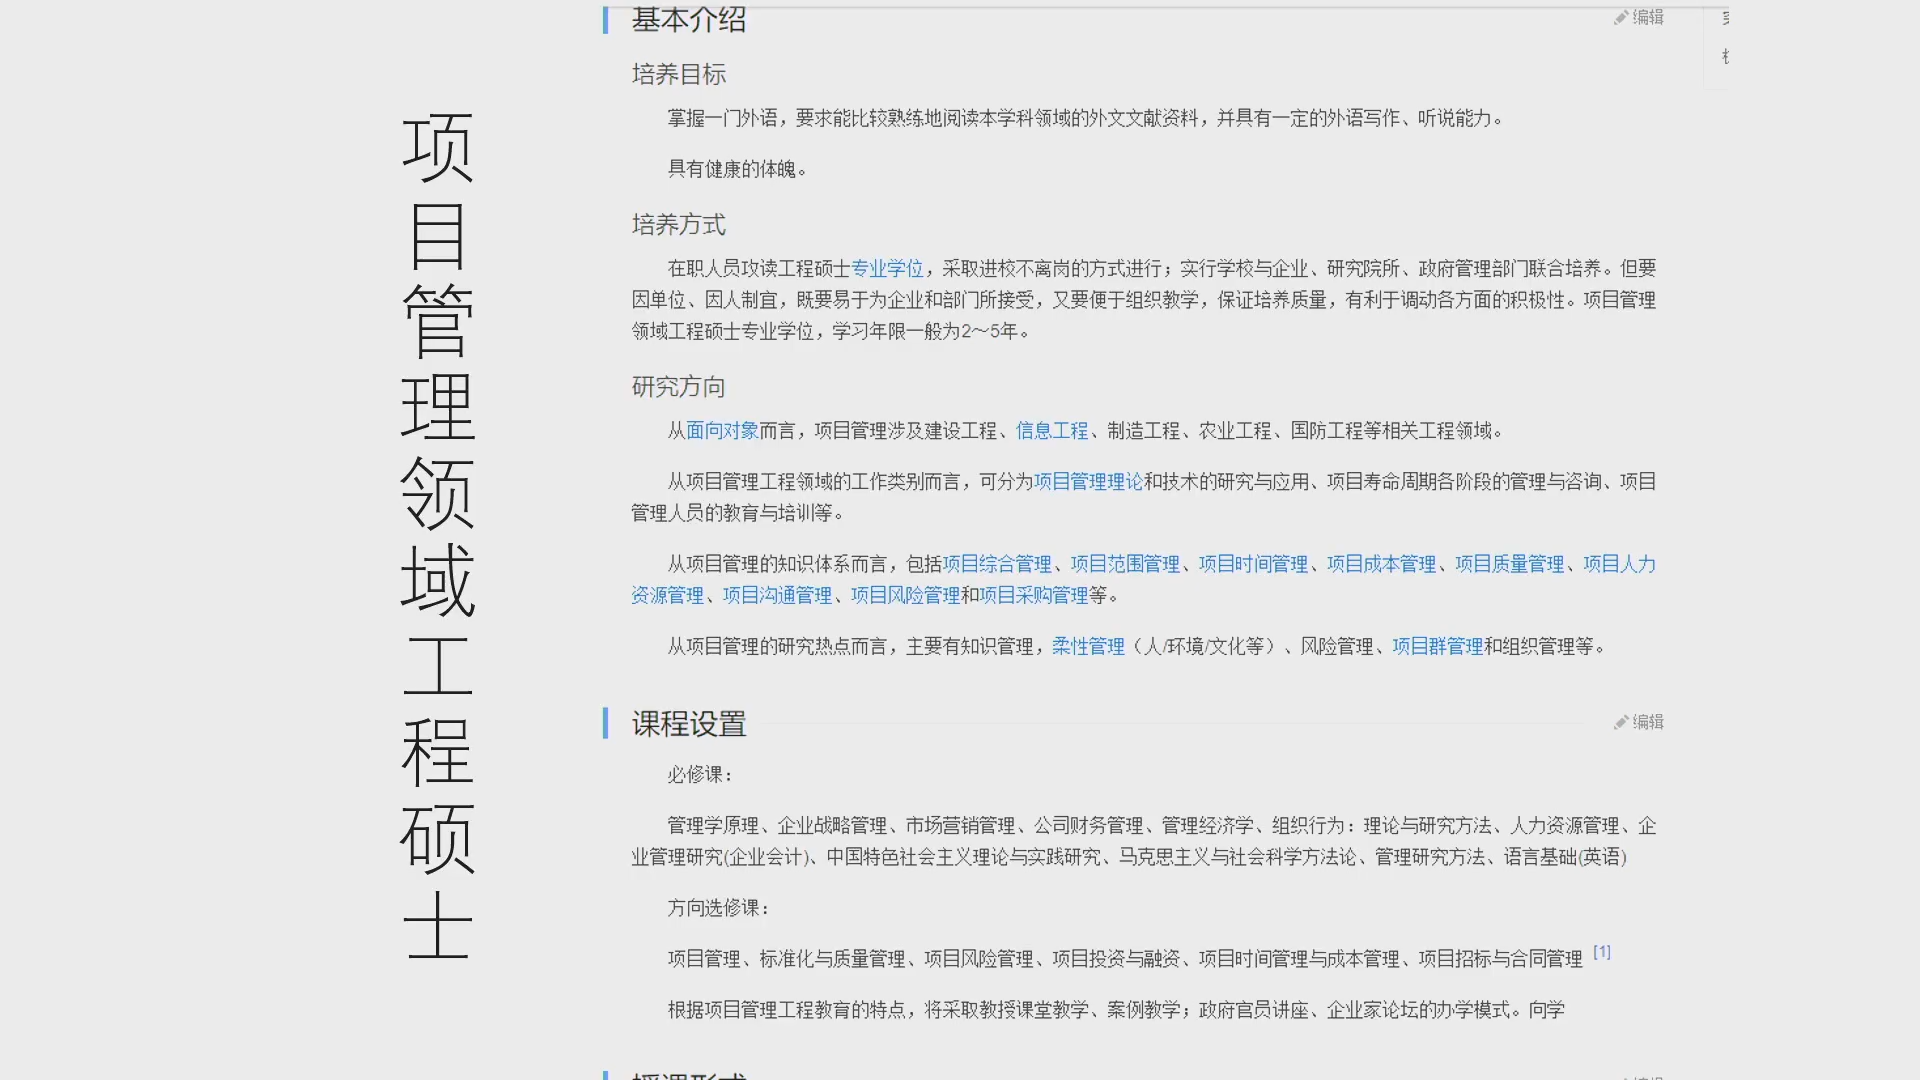 项目管理领域工程硕士
基本介绍
编辑
培养目标
掌握一门外语，要求能比较熟练地阅读本学科领域的外文文献资料，并具有一定的外语写作、听说能力。
具有健康的体魄。
培养方式
在职人员攻读工程硕士专业学位，采取进校不离岗的方式进行；实行学校与企业、研究院所、政府管理部门联合培养。但要
因单位、因人制宜，既要易于为企业和部门所接受，又要便于组织教学，保证培养质量，有利于调动各方面的积极性。项目管理
领域工程硕士专业学位，学习年限一般为2～5年。
研究方向
从面向对象而言，项目管理涉及建设工程、信息工程、制造工程、农业工程、国防工程等相关工程领域。
从项目管理工程领域的工作类别而言，可分为项目管理理论和技术的研究与应用、项目寿命周期各阶段的管理与咨询、项目
管理人员的教育与培训等。
从项目管理的知识体系而言，包括项目综合管理、项目范围管理、项目时间管理、项目成本管理、项目质量管理、项目人力
资源管理、项目沟通管理、项目风险管理和项目采购管理等。
从项目管理的研究热点而言，主要有知识管理，柔性管理（人/环境/文化等）、风险管理、项目群管理和组织管理等。
课程设置
编辑
必修课：
管理学原理、企业战略管理、市场营销管理、公司财务管理、管理经济学、组织行为：理论与研究方法、人力资源管理、企
业管理研究(企业会计)、中国特色社会主义理论与实践研究、马克思主义与社会科学方法论、管理研究方法、语言基础(英语)
方向选修课：
项目管理、标准化与质量管理、项目风险管理、项目投资与融资、项目时间管理与成本管理、项目招标与合同管理 [1]
根据项目管理工程教育的特点，将采取教授课堂教学、案例教学；政府官员讲座、企业家论坛的办学模式。向学
授课形式